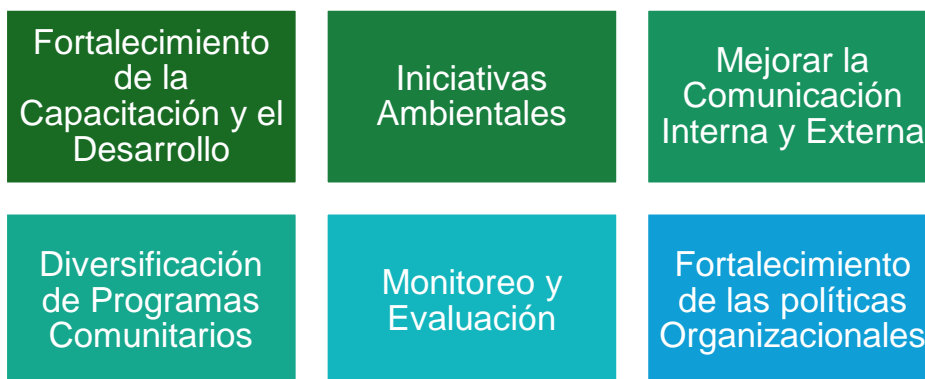 Fortalecimiento
de la
Capacitación y el
Desarrollo
Iniciativas
Ambientales
Mejorar la
Comunicación
Interna y Externa
Diversificación
de Programas
Comunitarios
Monitoreo y
Evaluación
Fortalecimiento
de las políticas
Organizacionales